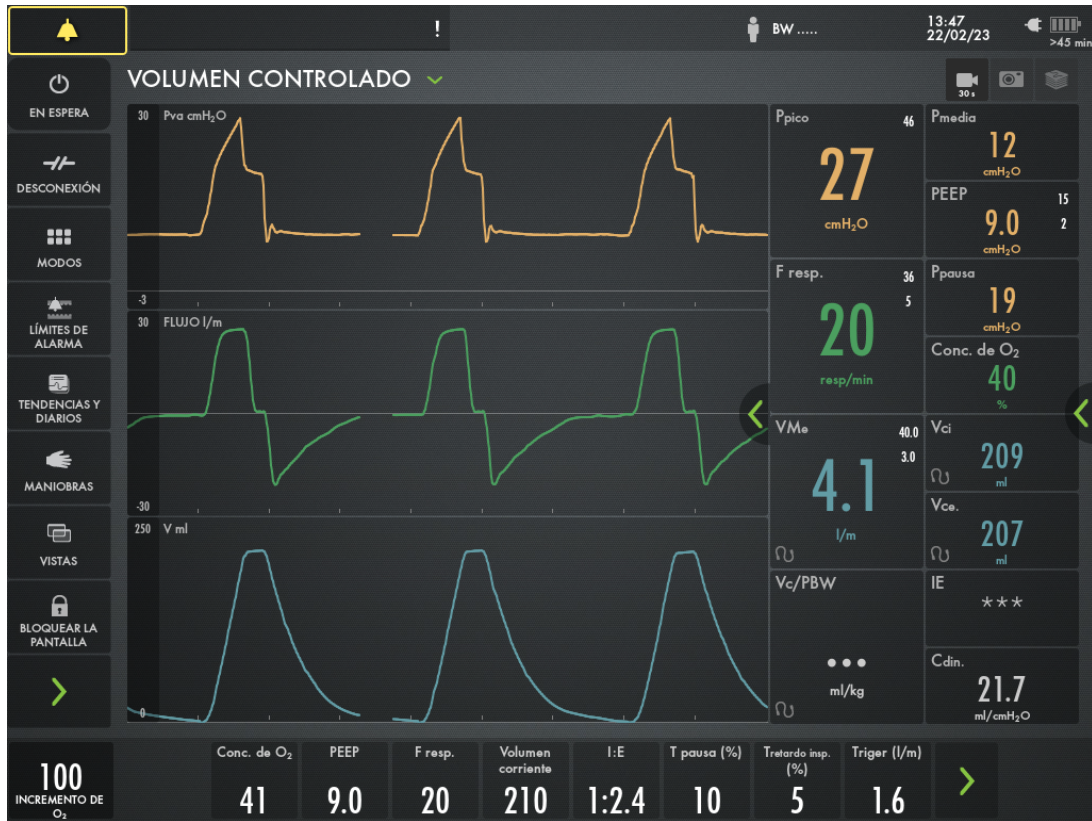 !
BW .....
13:47
22/02/23
>45 min
EN ESPERA
DESCONEXIÓN
MODOS
LÍMITES DE
ALARMA
TENDENCIAS Y
DIARIOS
MANIOBRAS
VISTAS
BLOQUEAR LA
PANTALLA
VOLUMEN CONTROLADO
30 s
30 Pva cmH₂O
-3
30 FLUJO l/m
-30
250 V ml
0
Ppico 46
27
cmH₂O
Pmedia
12
cmH₂O
PEEP 15
9.0 2
cmH₂O
F resp. 36
5
20
resp/min
Ppausa
19
cmH₂O
Conc. de O₂
40
%
VMe 40.0
3.0
4.1
l/m
Vci
209
ml
Vce.
207
ml
Vc/PBW
•••
ml/kg
IE
***
Cdin.
21.7
ml/cmH₂O
100
INCREMENTO DE
O₂
Conc. de O₂
41
PEEP
9.0
F resp.
20
Volumen
corriente
210
I:E
1:2.4
T pausa (%)
10
Tretardo insp.
(%)
5
Triger (l/m)
1.6